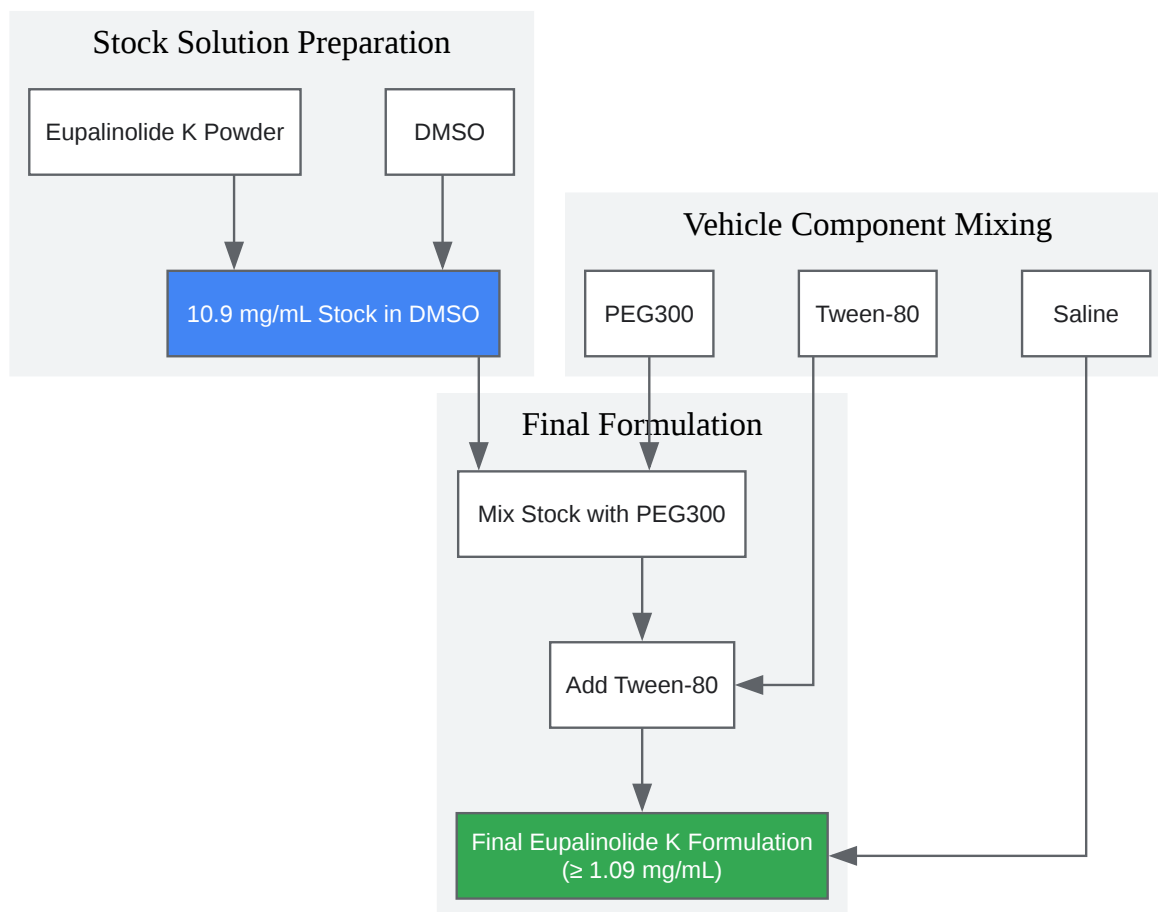 Stock Solution Preparation
Eupalinolide K Powder
DMSO
10.9 mg/mL Stock in DMSO
Vehicle Component Mixing
PEG300
Tween-80
Saline
Final Formulation
Mix Stock with PEG300
Add Tween-80
Final Eupalinolide K Formulation
(≥ 1.09 mg/mL)